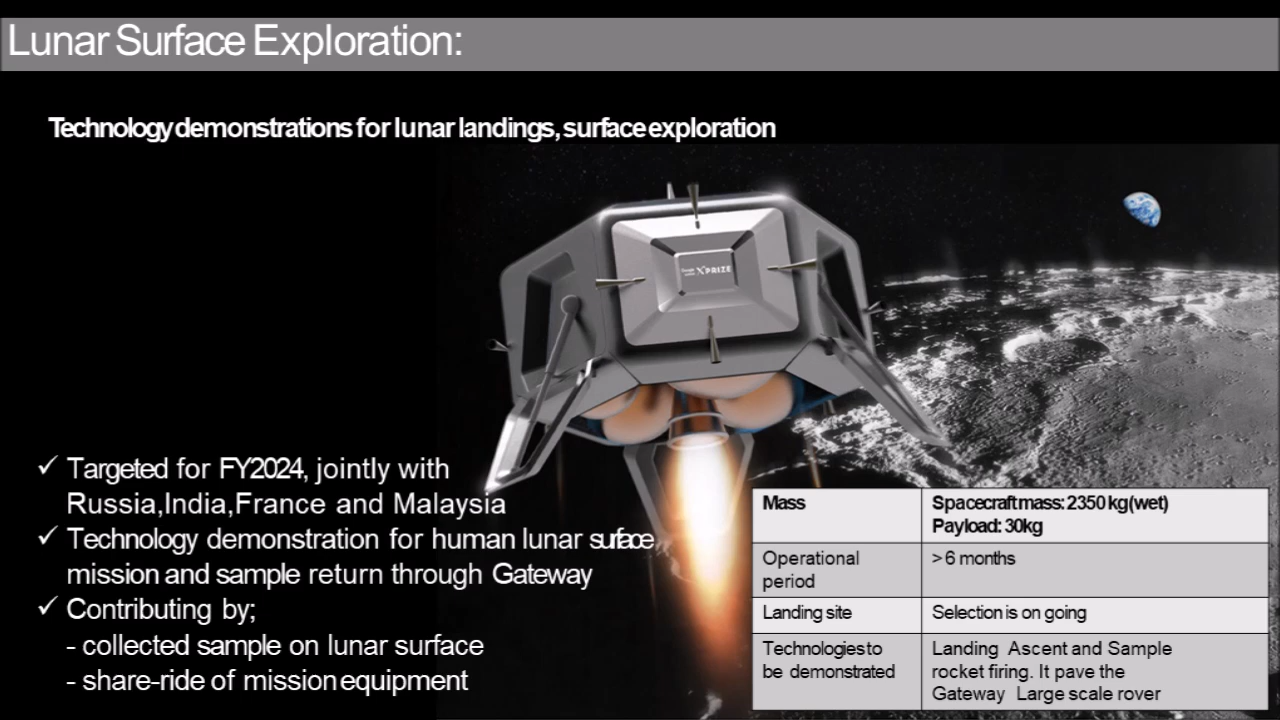 Lunar Surface Exploration:
Technology demonstrations for lunar landings, surface exploration
XPRIZE
✓ Targeted for FY2024, jointly with
Russia,India,France and Malaysia
✓ Technology demonstration for human lunar surface
mission and sample return through Gateway
✓ Contributing by;
- collected sample on lunar surface
- share-ride of mission equipment
Mass
Spacecraft mass: 2350 kg(wet)
Payload: 30kg
Operational
period
> 6 months
Landing site
Selection is on going
Technologies to
be demonstrated
Landing Ascent and Sample
rocket firing. It pave the
Gateway Large scale rover